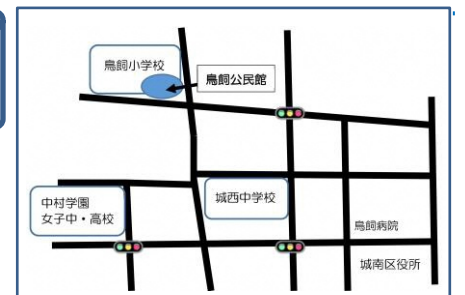 鳥飼小学校
鳥飼公民館
中村学園
女子中・高校
城西中学校
鳥飼病院
城南区役所